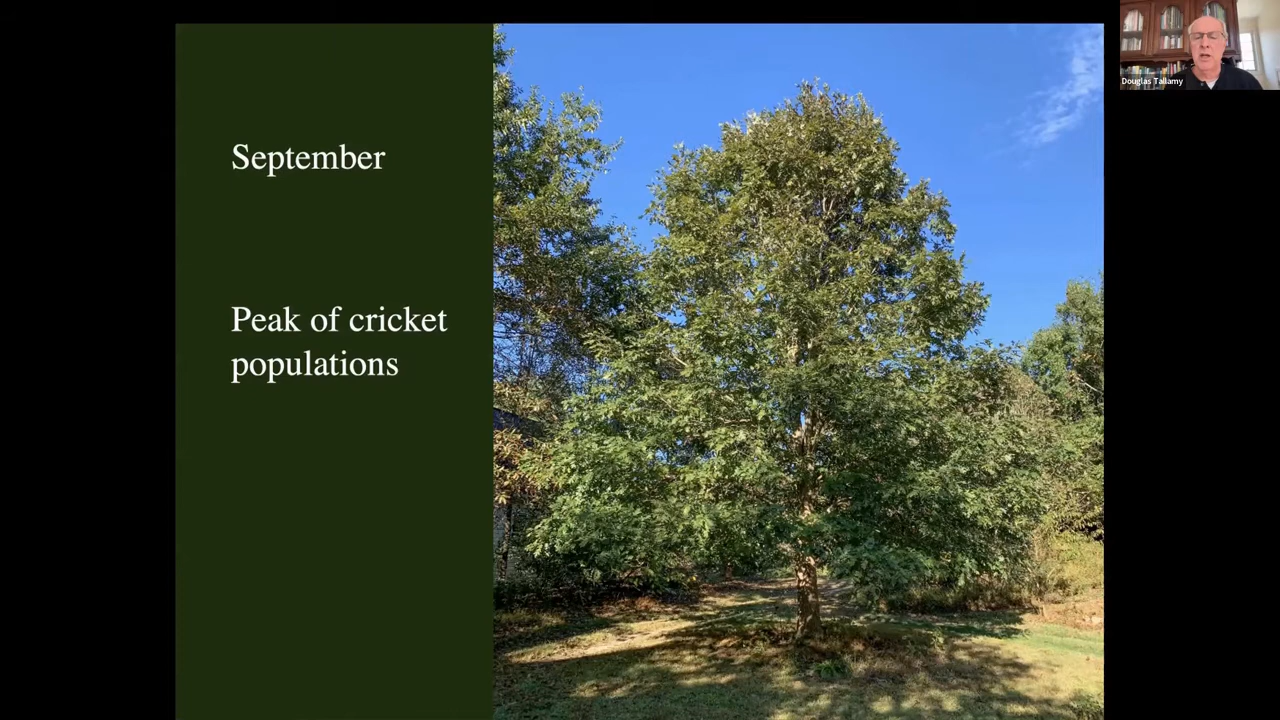 September
Peak of cricket
populations
Douglas Tallamy